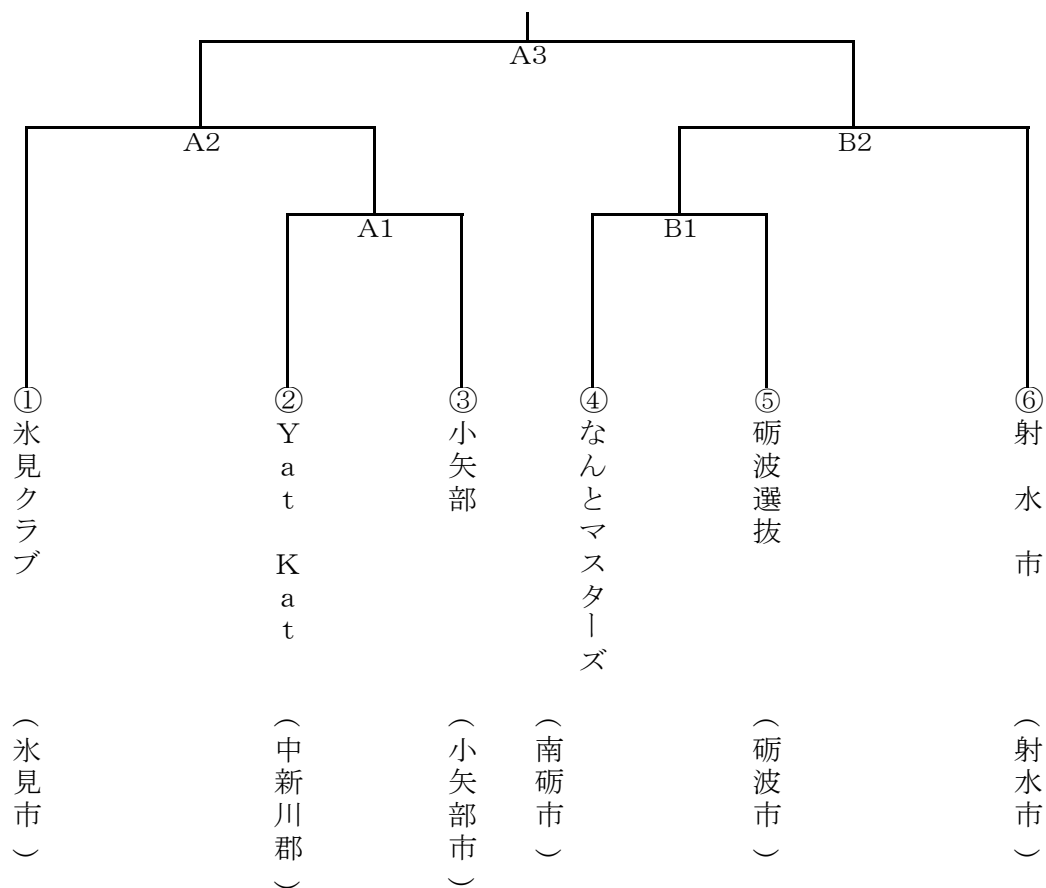 A3
A2
B2
A1
B1
①氷見クラブ（氷見市）
②Yat Kat（中新川郡）
③小矢部（小矢部市）
④なんとマスターズ（南砺市）
⑤砺波選抜（砺波市）
⑥射水市（射水市）